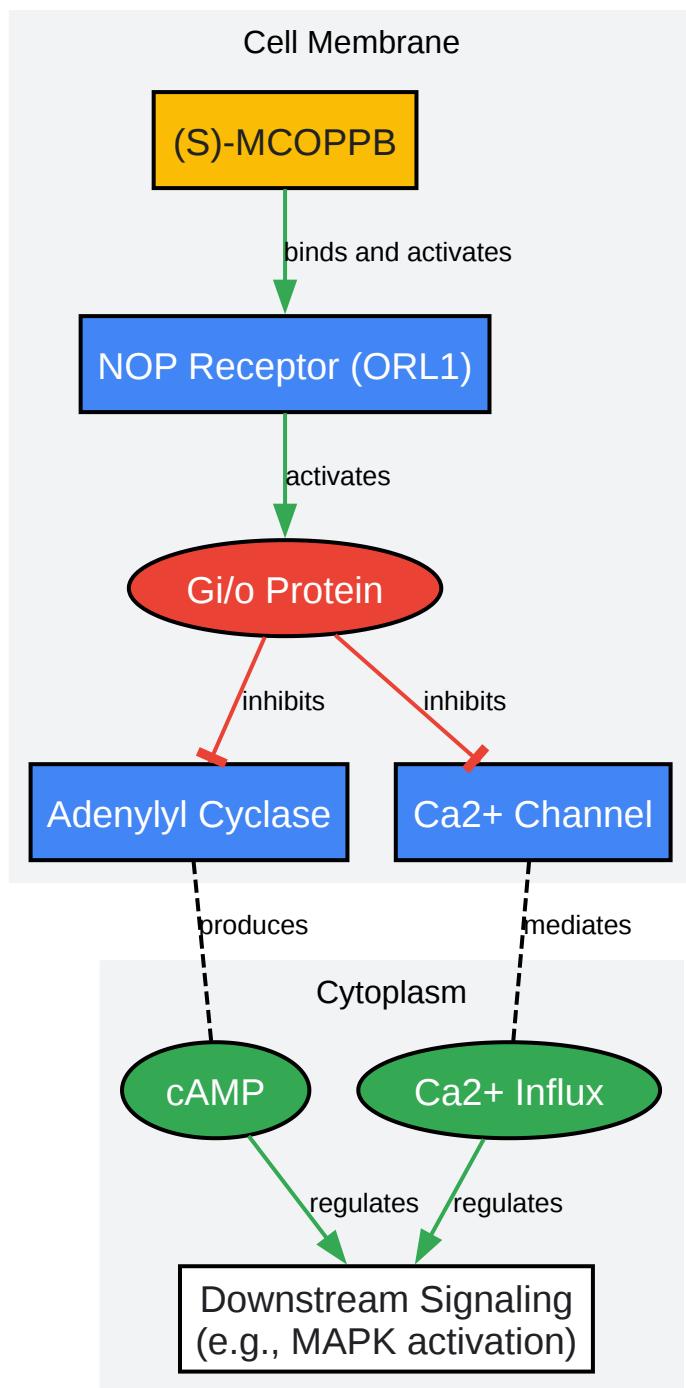 Cell Membrane
(S)-MCOPPB
binds and activates
NOP Receptor (ORL1)
activates
Gi/o Protein
inhibits
inhibits
Adenylyl Cyclase
Ca2+ Channel
produces
mediates
Cytoplasm
cAMP
Ca2+ Influx
regulates
regulates
Downstream Signaling
(e.g., MAPK activation)